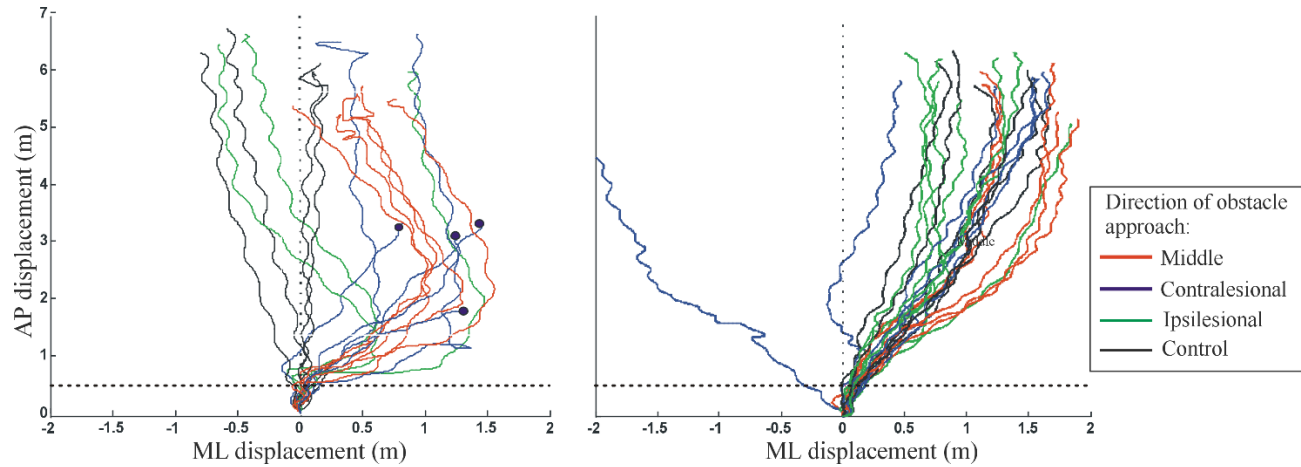 7
6
5
4
3
2
1
0
AP displacement (m)
-2 -1.5 -1 -0.5 0 0.5 1 1.5 2
ML displacement (m)
Middle
-2 -1.5 -1 -0.5 0 0.5 1 1.5 2
ML displacement (m)
Direction of obstacle
approach:
Middle
Contralesional
Ipsilesional
Control